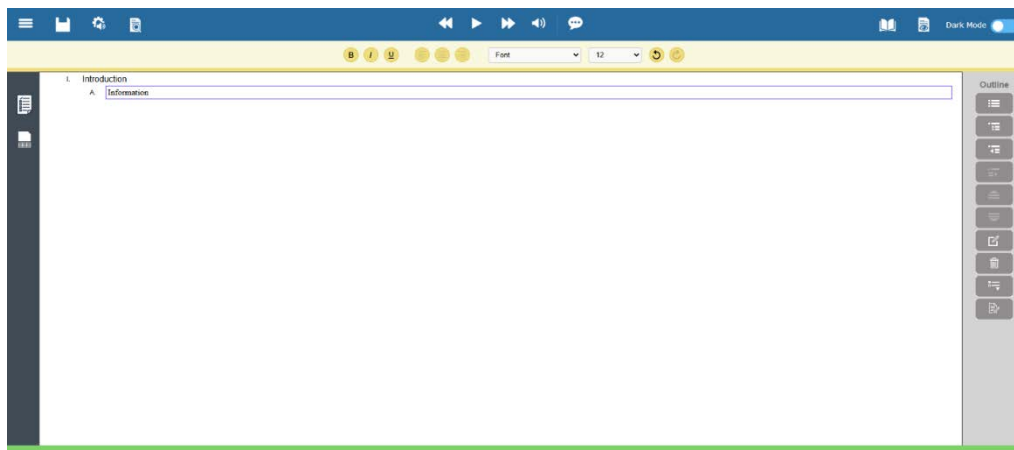 Dark Mode
B I U Font 12
I. Introduction
A. Information
Outline